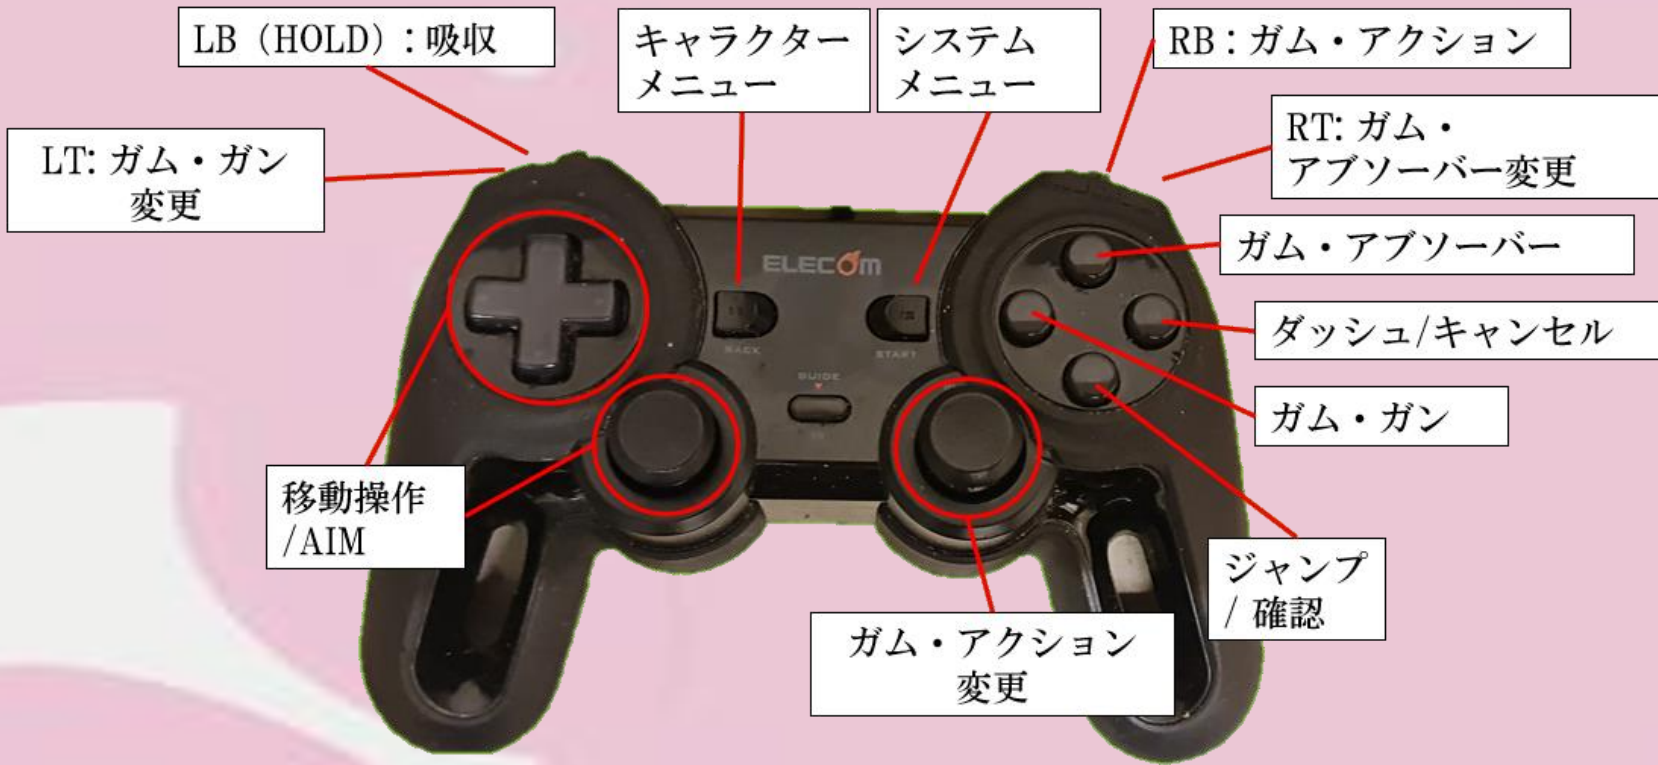 LB（HOLD）：吸収
キャラクター
メニュー
システム
メニュー
RB：ガム・アクション
RT: ガム・
アブソーバー変更
LT: ガム・ガン
変更
ガム・アブソーバー
ELECOM
ダッシュ/キャンセル
BACK
START
GUIDE
ガム・ガン
移動操作
/AIM
ジャンプ
/ 確認
ガム・アクション
変更